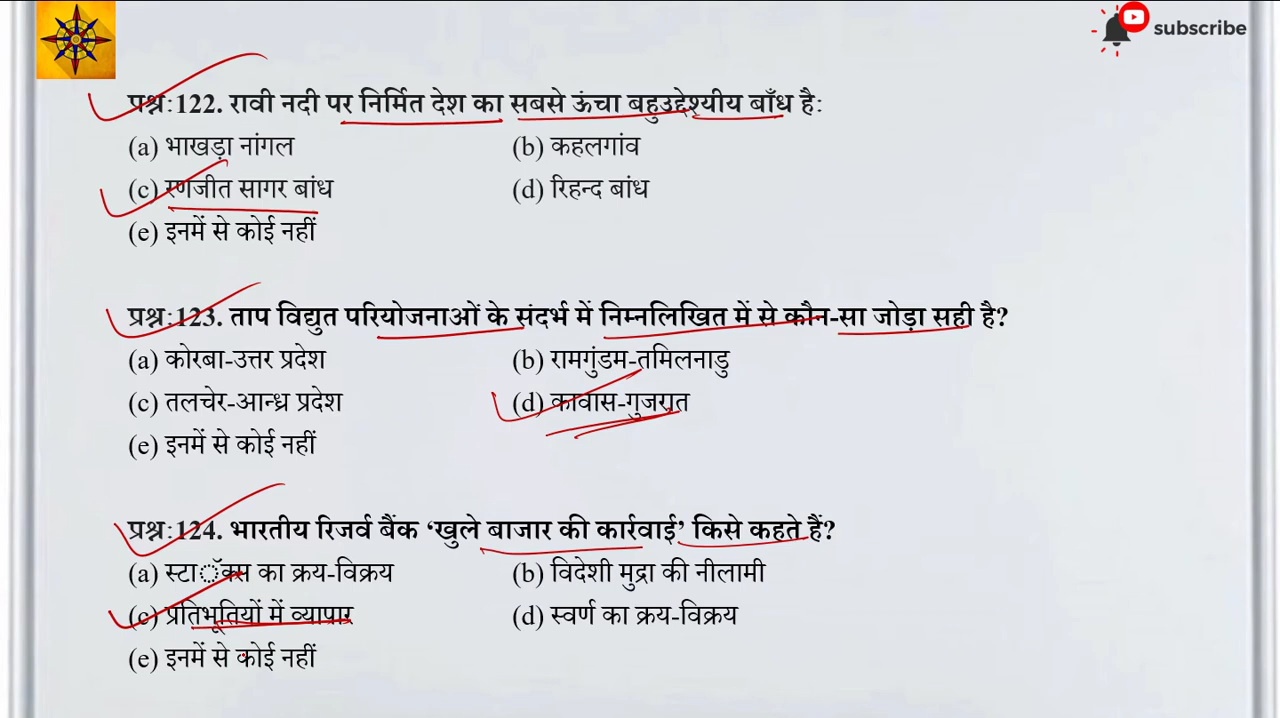 subscribe
प्रश्न:122. रावी नदी पर निर्मित देश का सबसे ऊंचा बहुउद्देश्यीय बाँध है:
(a) भाखड़ा नांगल (b) कहलगांव
(c) रणजीत सागर बांध (d) रिहन्द बांध
(e) इनमें से कोई नहीं
प्रश्न:123. ताप विद्युत परियोजनाओं के संदर्भ में निम्नलिखित में से कौन-सा जोड़ा सही है?
(a) कोरबा-उत्तर प्रदेश (b) रामगुंडम-तमिलनाडु
(c) तलचेर-आन्ध्र प्रदेश (d) कावास-गुजरात
(e) इनमें से कोई नहीं
प्रश्न:124. भारतीय रिजर्व बैंक ‘खुले बाजार की कार्रवाई’ किसे कहते हैं?
(a) स्टाॅक्स का क्रय-विक्रय (b) विदेशी मुद्रा की नीलामी
(c) प्रतिभूतियों में व्यापार (d) स्वर्ण का क्रय-विक्रय
(e) इनमें से कोई नहीं